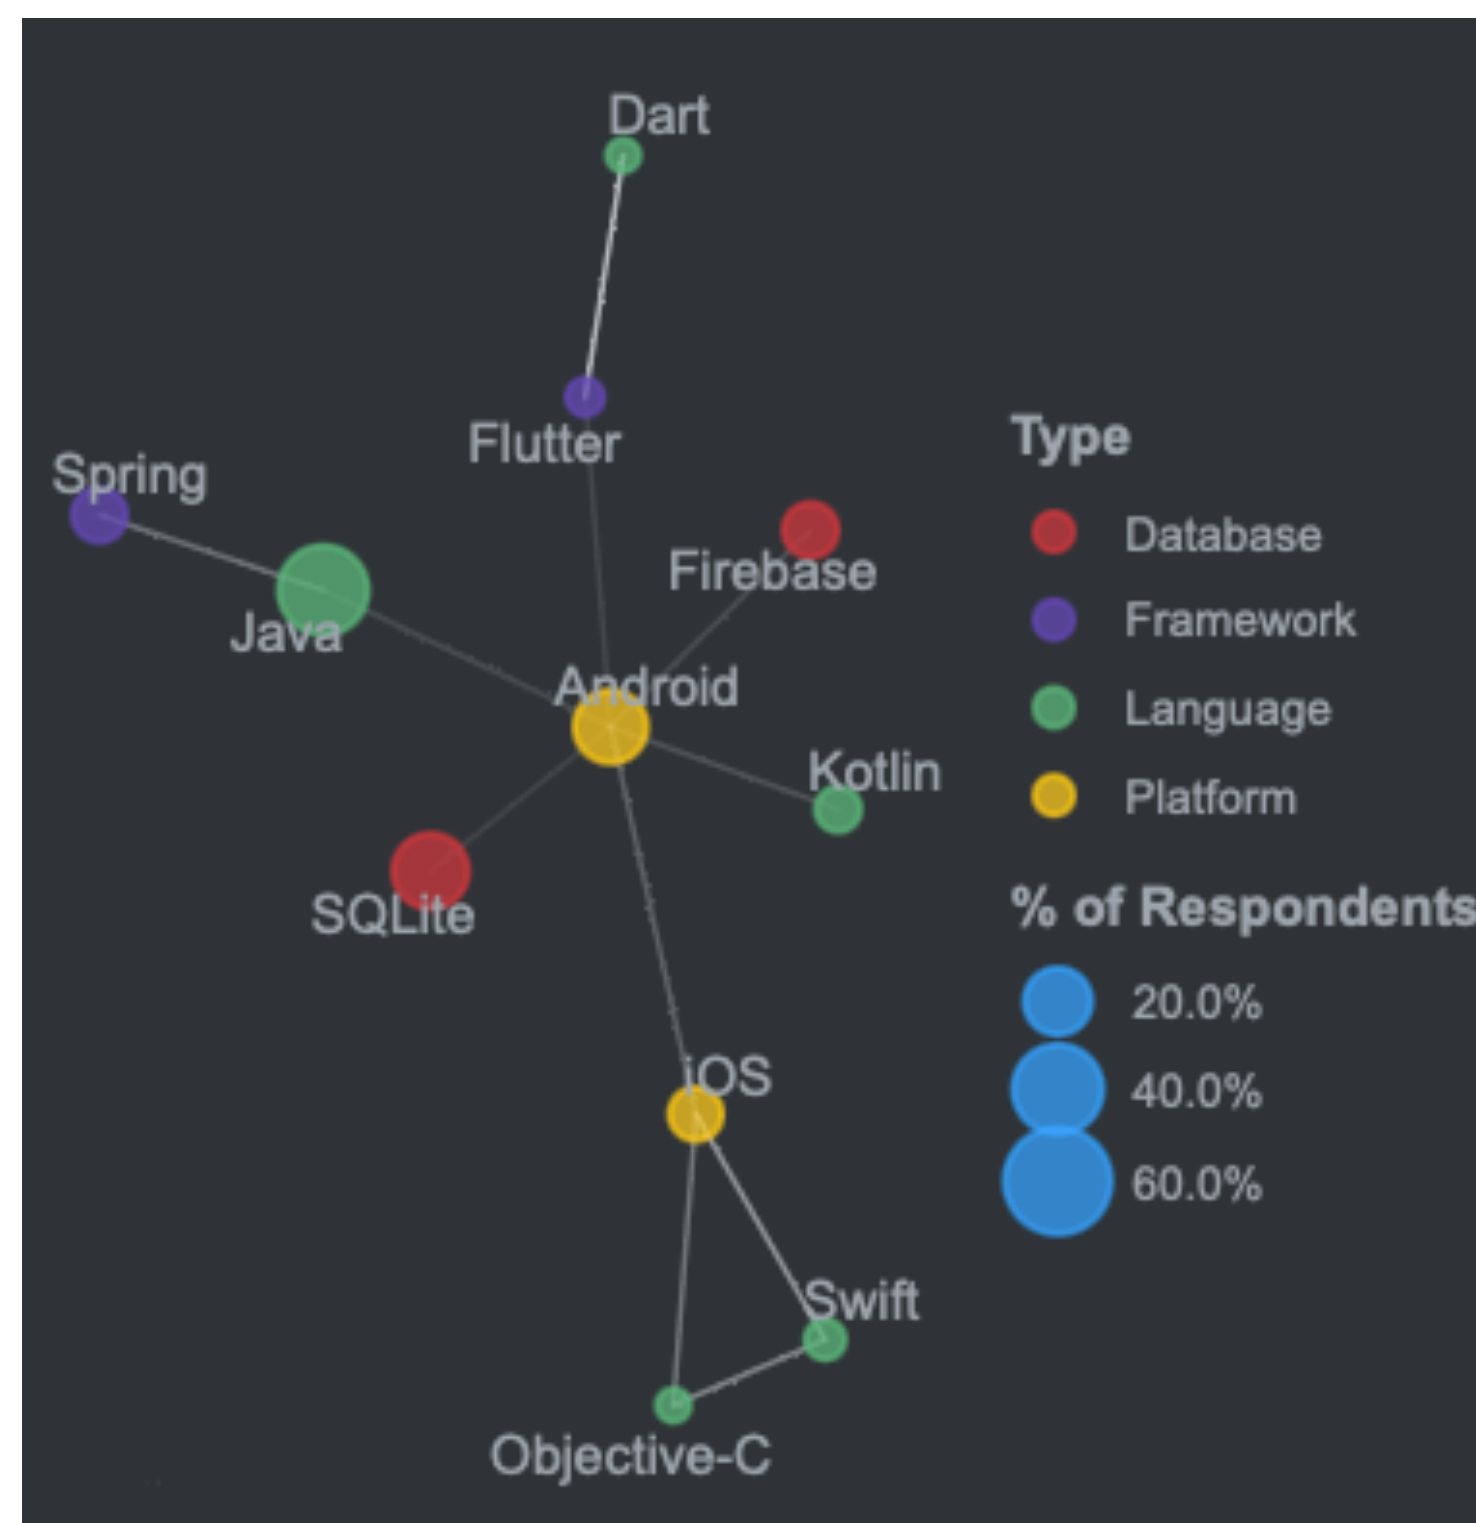 Dart
Flutter
Spring
Java
Firebase
Android
Kotlin
SQLite
iOS
Swift
Objective-C
Type
Database
Framework
Language
Platform
% of Respondents
20.0%
40.0%
60.0%